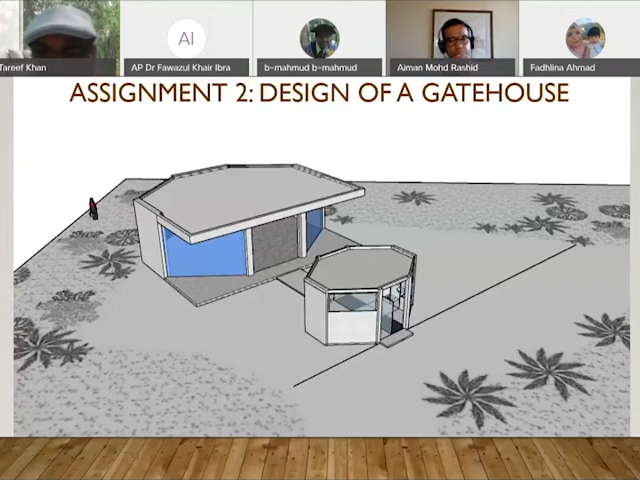 Tareef Khan
AI
AP Dr Fawazul Khair Ibra
b-mahmud b-mahmud
Aiman Mohd Rashid
Fadhlina Ahmad
ASSIGNMENT 2: DESIGN OF A GATEHOUSE